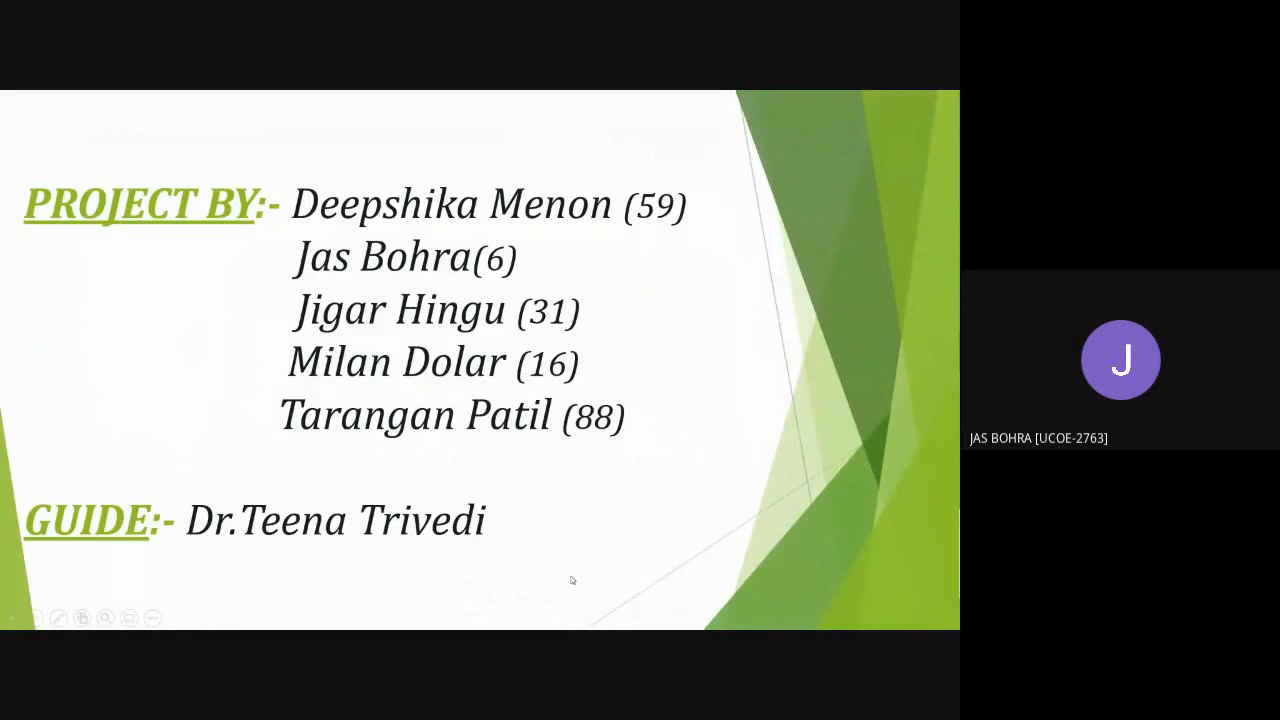 PROJECT BY:- Deepshika Menon (59)
Jas Bohra(6)
Jigar Hingu (31)
Milan Dolar (16)
Tarangan Patil (88)
GUIDE:- Dr.Teena Trivedi
J
JAS BOHRA [UCOE-2763]